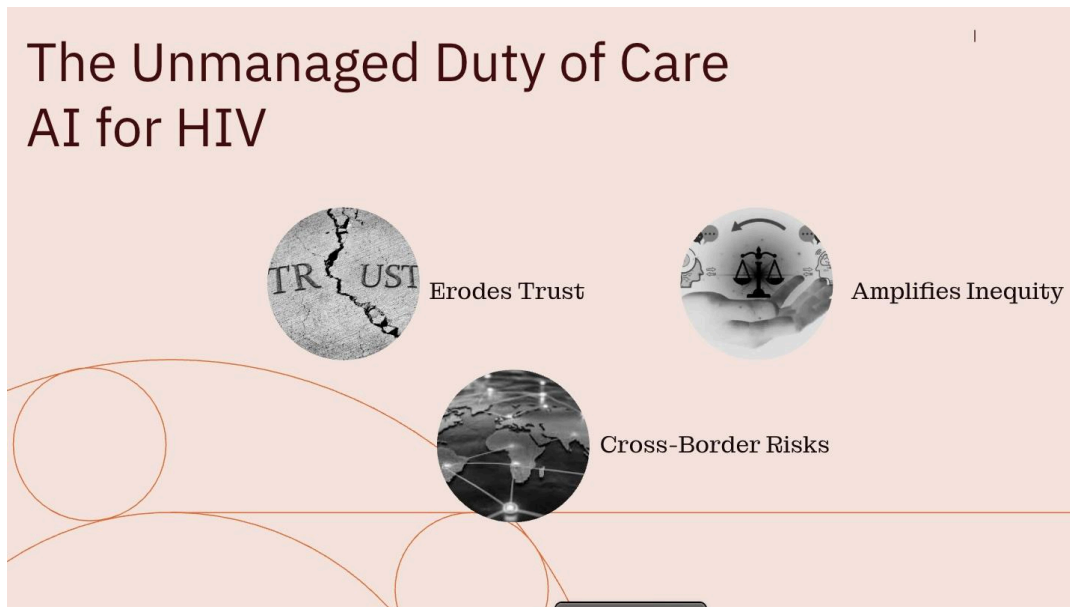 The Unmanaged Duty of Care
AI for HIV
TR UST
Erodes Trust
Amplifies Inequity
Cross-Border Risks